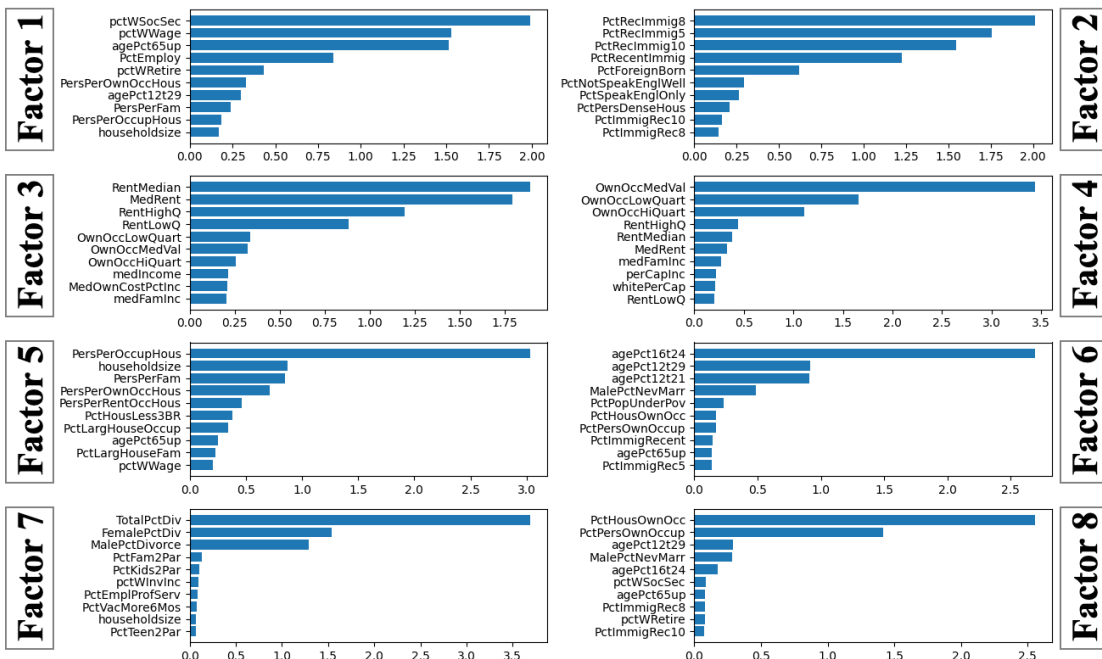 Factor 1
pctWSocSec
pctWWage
agePct65up
PctEmploy
pctWRetire
PersPerOwnOccHous
agePct12t29
PersPerFam
PersPerOccupHous
householdsize
0.00 0.25 0.50 0.75 1.00 1.25 1.50 1.75 2.00
Factor 2
PctRecImmig8
PctRecImmig5
PctRecImmig10
PctRecentImmig
PctForeignBorn
PctNotSpeakEnglWell
PctSpeakEnglOnly
PctPersDenseHous
PctImmigRec10
PctImmigRec8
0.00 0.25 0.50 0.75 1.00 1.25 1.50 1.75 2.00
Factor 3
RentMedian
MedRent
RentHighQ
RentLowQ
OwnOccLowQuart
OwnOccMedVal
OwnOccHiQuart
medIncome
MedOwnCostPctInc
medFamInc
0.00 0.25 0.50 0.75 1.00 1.25 1.50 1.75
Factor 4
OwnOccMedVal
OwnOccLowQuart
OwnOccHiQuart
RentHighQ
RentMedian
MedRent
medFamInc
perCapInc
whitePerCap
RentLowQ
0.0 0.5 1.0 1.5 2.0 2.5 3.0 3.5
Factor 5
PersPerOccupHous
householdsize
PersPerFam
PersPerOwnOccHous
PersPerRentOccHous
PctHousLess3BR
PctLargHouseOccup
agePct65up
PctLargHouseFam
pctWWage
0.0 0.5 1.0 1.5 2.0 2.5 3.0
Factor 6
agePct16t24
agePct12t29
agePct12t21
MalePctNevMarr
PctPopUnderPov
PctHousOwnOcc
PctPersOwnOccup
PctImmigRecent
agePct65up
PctImmigRec5
0.0 0.5 1.0 1.5 2.0 2.5
Factor 7
TotalPctDiv
FemalePctDiv
MalePctDivorce
PctFam2Par
PctKids2Par
pctWInvInc
PctEmplProfServ
PctVacMore6Mos
householdsize
PctTeen2Par
0.0 0.5 1.0 1.5 2.0 2.5 3.0 3.5
Factor 8
PctHousOwnOcc
PctPersOwnOccup
agePct12t29
MalePctNevMarr
agePct16t24
pctWSocSec
agePct65up
PctImmigRec8
pctWRetire
PctImmigRec10
0.0 0.5 1.0 1.5 2.0 2.5